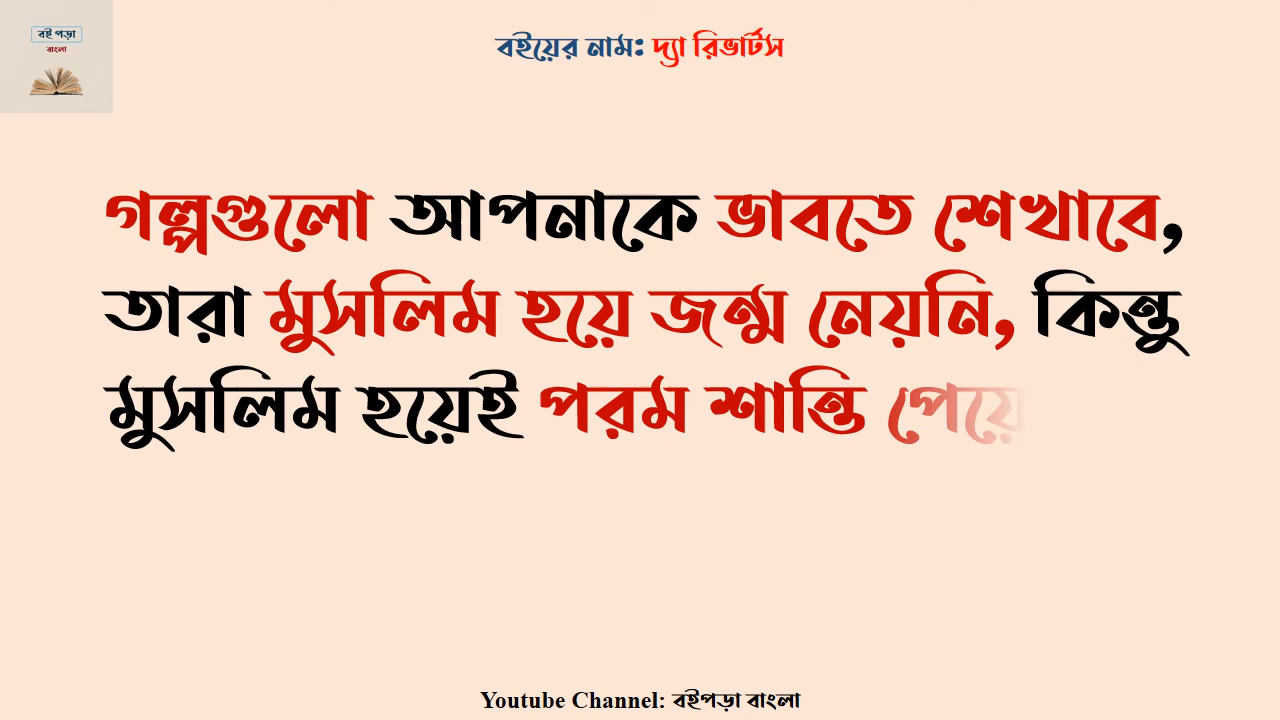 বই পড়া
বাংলা
বইয়ের নাম: দ্যা রিভার্টস
গল্পগুলো আপনাকে ভাবতে শেখাবে,
তারা মুসলিম হয়ে জন্ম নেয়নি, কিন্তু
মুসলিম হয়েই পরম শান্তি পেয়ে
Youtube Channel: বইপড়া বাংলা